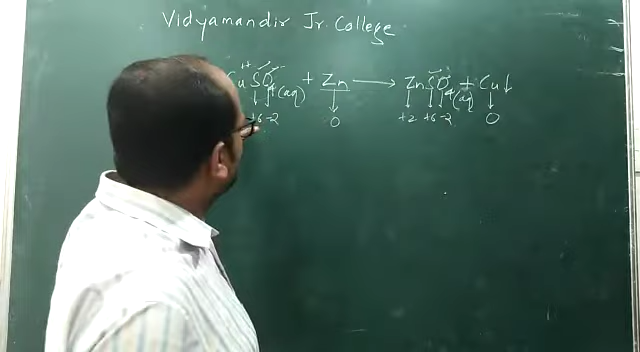 Vidyamandir Jr. College
CuSO4(aq) + Zn → ZnSO4(aq) + Cu↓
+6 -2 0 +2 +6 -2 0